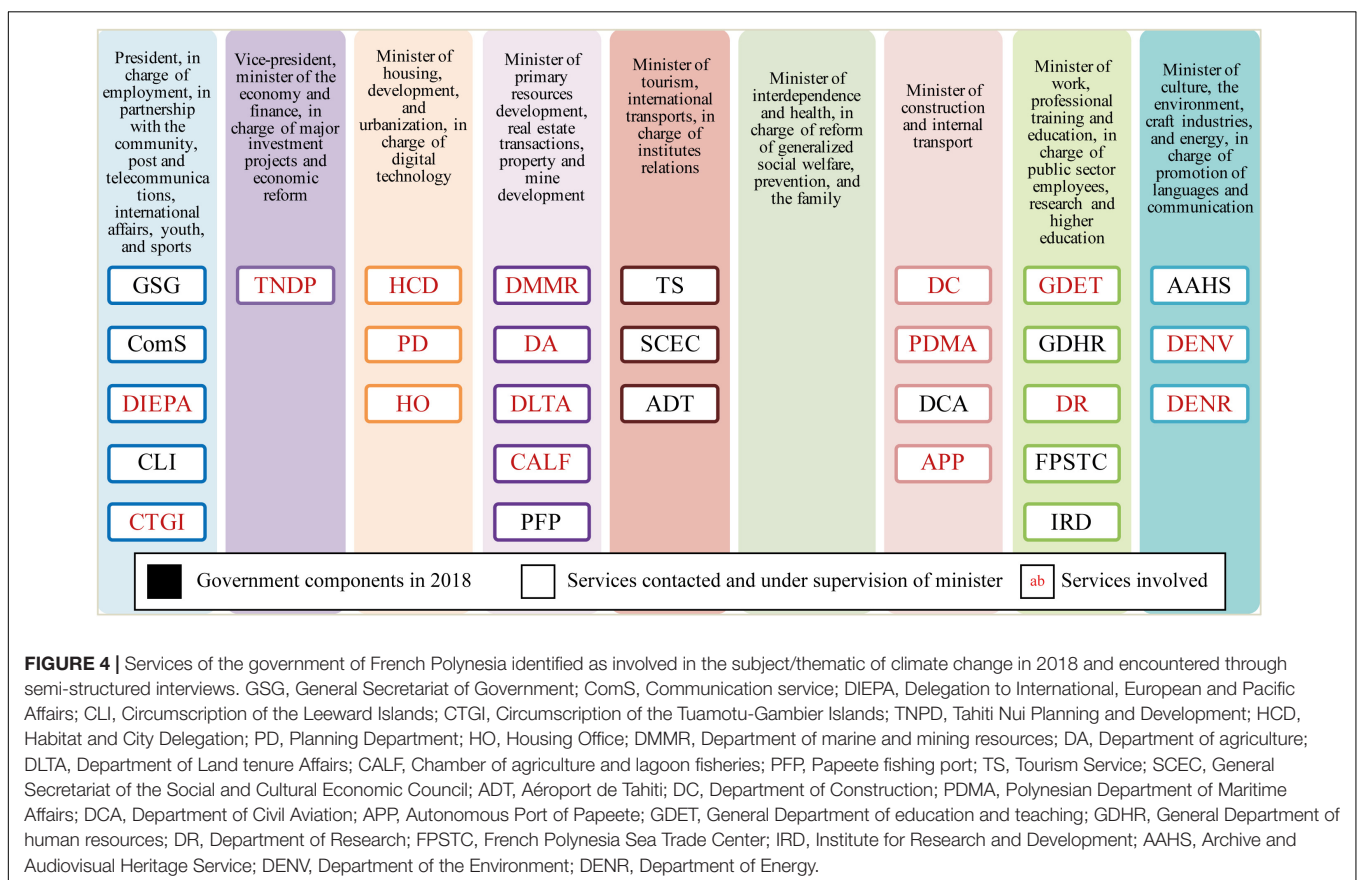 President, in
charge of
employment, in
partnership
with the
community,
post and
telecommunica
tions,
international
affairs, youth,
and sports
GSG
ComS
DIEPA
CLI
CTGI
Vice-president,
minister of the
economy and
finance, in
charge of major
investment
projects and
economic
reform
TNDP
Minister of
housing,
development,
and
urbanization, in
charge of digital
technology
HCD
PD
HO
Minister of
primary
resources
development,
real estate
transactions,
property and
mine
development
DMMR
DA
DLTA
CALF
PFP
Minister of
tourism,
international
transports, in
charge of
institutes
relations
TS
SCEC
ADT
Minister of
interdependence
and health, in
charge of reform
of generalized
social welfare,
prevention, and
the family
Minister of
construction
and internal
transport
DC
PDMA
DCA
APP
Minister of
work,
professional
training and
education, in
charge of
public sector
employees,
research and
higher
education
GDET
GDHR
DR
FPSTC
IRD
Minister of
culture, the
environment,
craft industries,
and energy, in
charge of
promotion of
languages and
communication
AAHS
DENV
DENR
Government components in 2018
Services contacted and under supervision of minister
ab Services involved
FIGURE 4 | Services of the government of French Polynesia identified as involved in the subject/thematic of climate change in 2018 and encountered through
semi-structured interviews. GSG, General Secretariat of Government; ComS, Communication service; DIEPA, Delegation to International, European and Pacific
Affairs; CLI, Circumscription of the Leeward Islands; CTGI, Circumscription of the Tuamotu-Gambier Islands; TNPD, Tahiti Nui Planning and Development; HCD,
Habitat and City Delegation; PD, Planning Department; HO, Housing Office; DMMR, Department of marine and mining resources; DA, Department of agriculture;
DLTA, Department of Land tenure Affairs; CALF, Chamber of agriculture and lagoon fisheries; PFP, Papeete fishing port; TS, Tourism Service; SCEC, General
Secretariat of the Social and Cultural Economic Council; ADT, Aéroport de Tahiti; DC, Department of Construction; PDMA, Polynesian Department of Maritime
Affairs; DCA, Department of Civil Aviation; APP, Autonomous Port of Papeete; GDET, General Department of education and teaching; GDHR, General Department of
human resources; DR, Department of Research; FPSTC, French Polynesia Sea Trade Center; IRD, Institute for Research and Development; AAHS, Archive and
Audiovisual Heritage Service; DENV, Department of the Environment; DENR, Department of Energy.